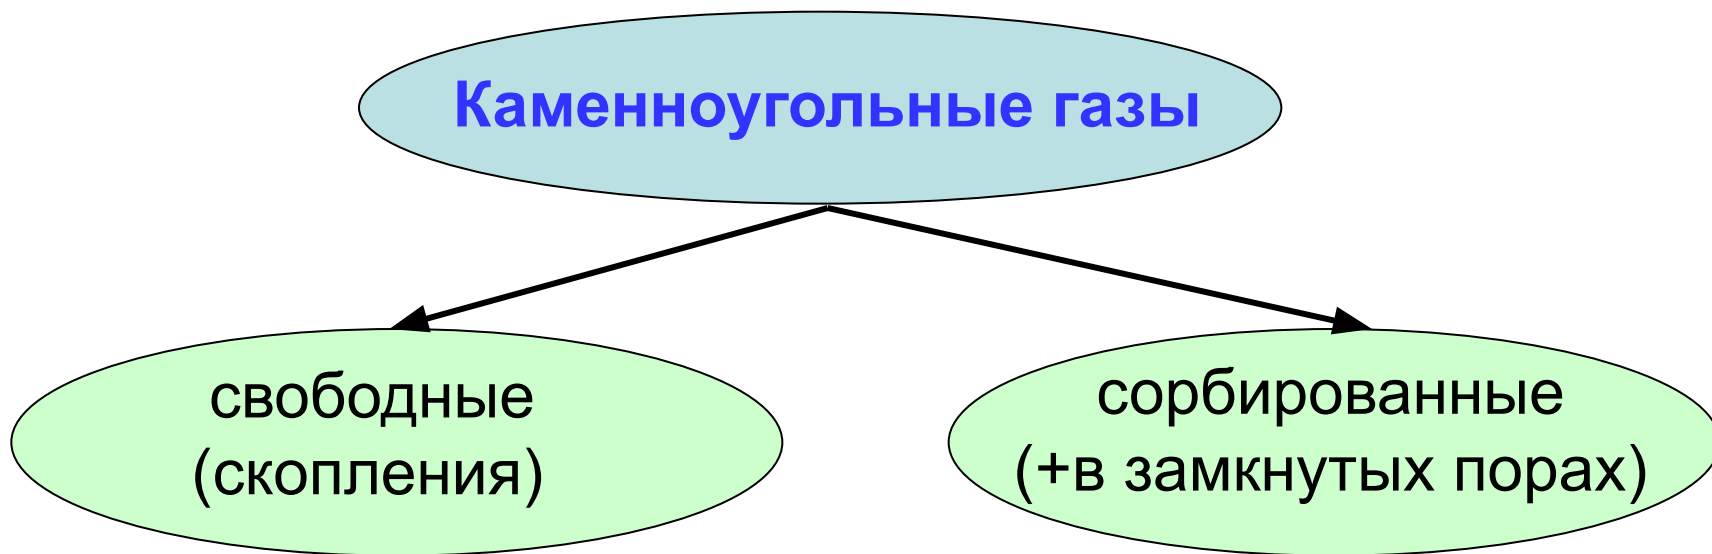 Каменноугольные газы
свободные
(скопления)
сорбированные
(+в замкнутых порах)